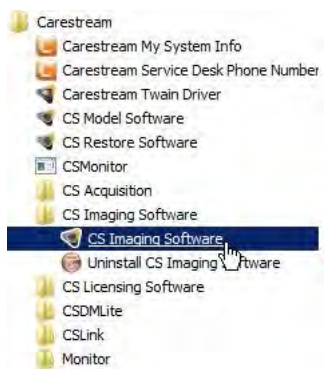 Carestream
Carestream My System Info
Carestream Service Desk Phone Number
Carestream Twain Driver
CS Model Software
CS Restore Software
CSMonitor
CS Acquisition
CS Imaging Software
CS Imaging Software
Uninstall CS Imaging Software
CS Licensing Software
CSDMLite
CSLink
Monitor